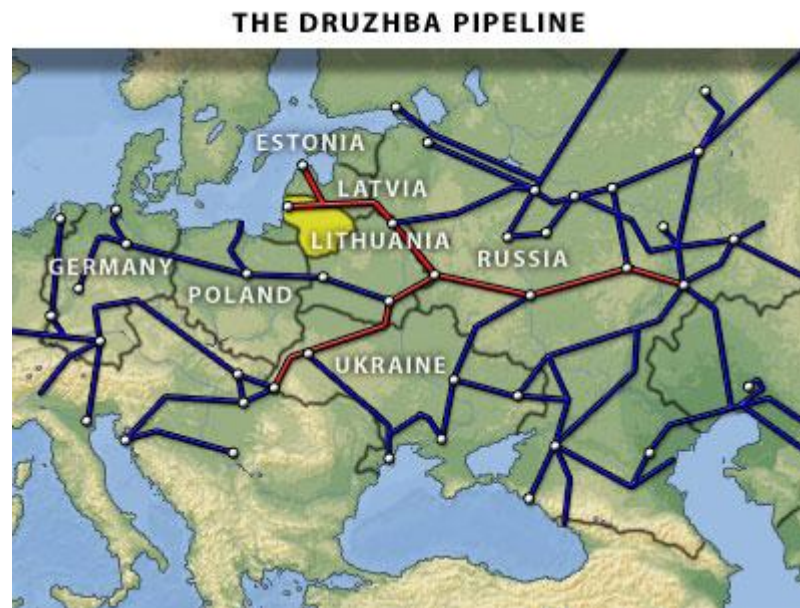 THE DRUZHBA PIPELINE
ESTONIA
LATVIA
LITHUANIA
RUSSIA
GERMANY
POLAND
UKRAINE